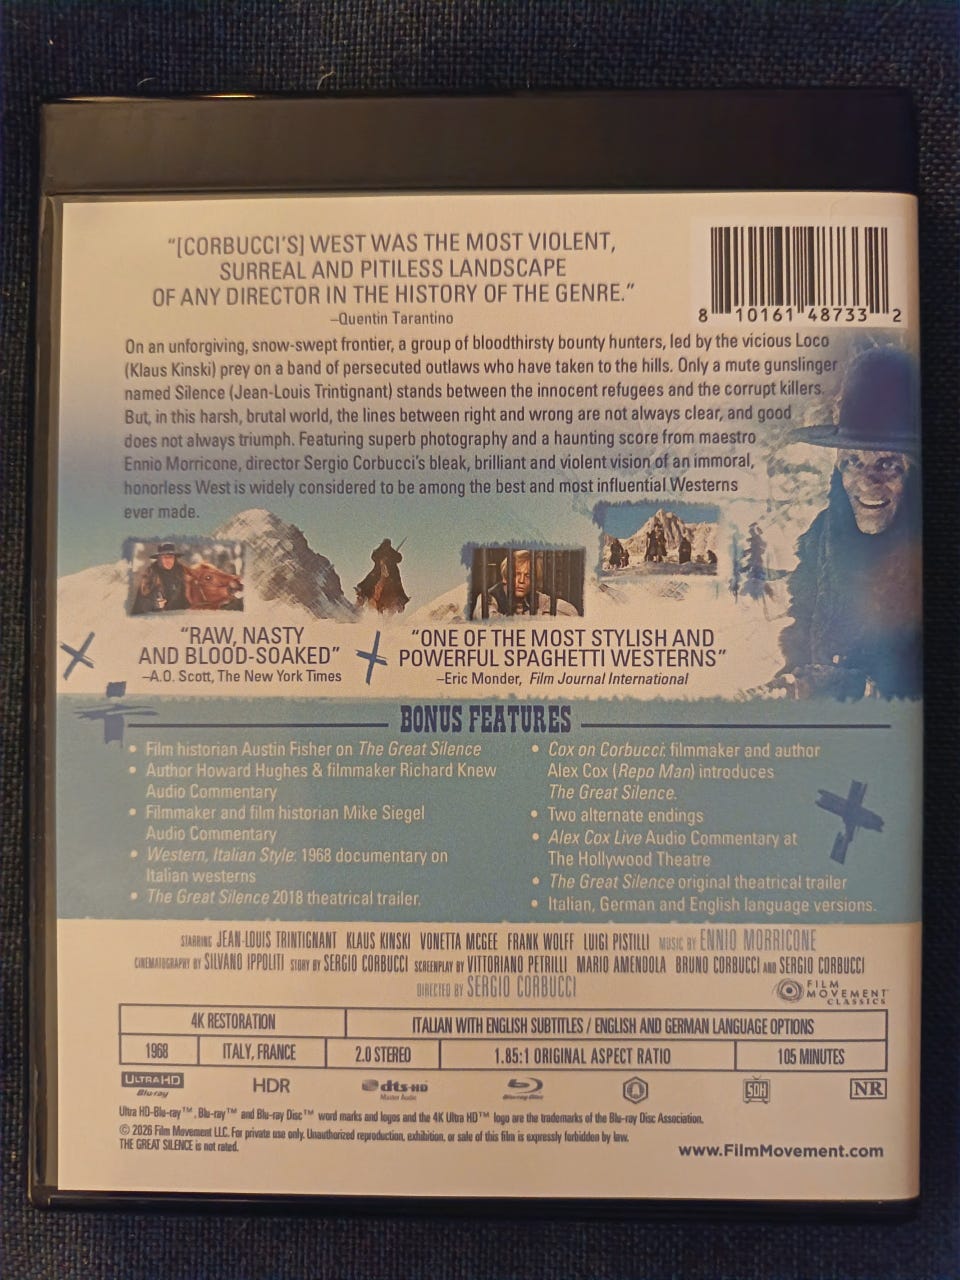 “[CORBUCCI'S] WEST WAS THE MOST VIOLENT,
SURREAL AND PITILESS LANDSCAPE
OF ANY DIRECTOR IN THE HISTORY OF THE GENRE.”
–Quentin Tarantino
8 10161 48733 2
On an unforgiving, snow-swept frontier, a group of bloodthirsty bounty hunters, led by the vicious Loco
(Klaus Kinski) prey on a band of persecuted outlaws who have taken to the hills. Only a mute gunslinger
named Silence (Jean-Louis Trintignant) stands between the innocent refugees and the corrupt killers.
But, in this harsh, brutal world, the lines between right and wrong are not always clear, and good
does not always triumph. Featuring superb photography and a haunting score from maestro
Ennio Morricone, director Sergio Corbucci's bleak, brilliant and violent vision of an immoral,
honorless West is widely considered to be among the best and most influential Westerns
ever made.
“RAW, NASTY
AND BLOOD-SOAKED”
–A.O. Scott, The New York Times
“ONE OF THE MOST STYLISH AND
POWERFUL SPAGHETTI WESTERNS”
–Eric Monder, Film Journal International
BONUS FEATURES
• Film historian Austin Fisher on The Great Silence
• Author Howard Hughes & filmmaker Richard Knew
Audio Commentary
• Filmmaker and film historian Mike Siegel
Audio Commentary
• Western, Italian Style: 1968 documentary on
Italian westerns
• The Great Silence 2018 theatrical trailer.
• Cox on Corbucci: filmmaker and author
Alex Cox (Repo Man) introduces
The Great Silence.
• Two alternate endings
• Alex Cox Live Audio Commentary at
The Hollywood Theatre
• The Great Silence original theatrical trailer
• Italian, German and English language versions.
STARRING JEAN-LOUIS TRINTIGNANT KLAUS KINSKI VONETTA MCGEE FRANK WOLFF LUIGI PISTILLI MUSIC BY ENNIO MORRICONE
CINEMATOGRAPHY BY SILVANO IPPOLITI STORY BY SERGIO CORBUCCI SCREENPLAY BY VITTORIANO PETRILLI MARIO AMENDOLA BRUNO CORBUCCI AND SERGIO CORBUCCI
DIRECTED BY SERGIO CORBUCCI
FILM
MOVEMENT
CLASSICS
4K RESTORATION
ITALIAN WITH ENGLISH SUBTITLES / ENGLISH AND GERMAN LANGUAGE OPTIONS
1968
ITALY, FRANCE
2.0 STEREO
1.85:1 ORIGINAL ASPECT RATIO
105 MINUTES
ULTRA HD
Blu-ray
HDR
dts-HD
Master Audio
Blu-ray Disc
A
SDH
NR
Ultra HD-Blu-ray™, Blu-ray™ and Blu-ray Disc™ word marks and logos and the 4K Ultra HD™ logo are the trademarks of the Blu-ray Disc Association.
© 2026 Film Movement LLC. For private use only. Unauthorized reproduction, exhibition, or sale of this film is expressly forbidden by law.
THE GREAT SILENCE is not rated.
www.FilmMovement.com